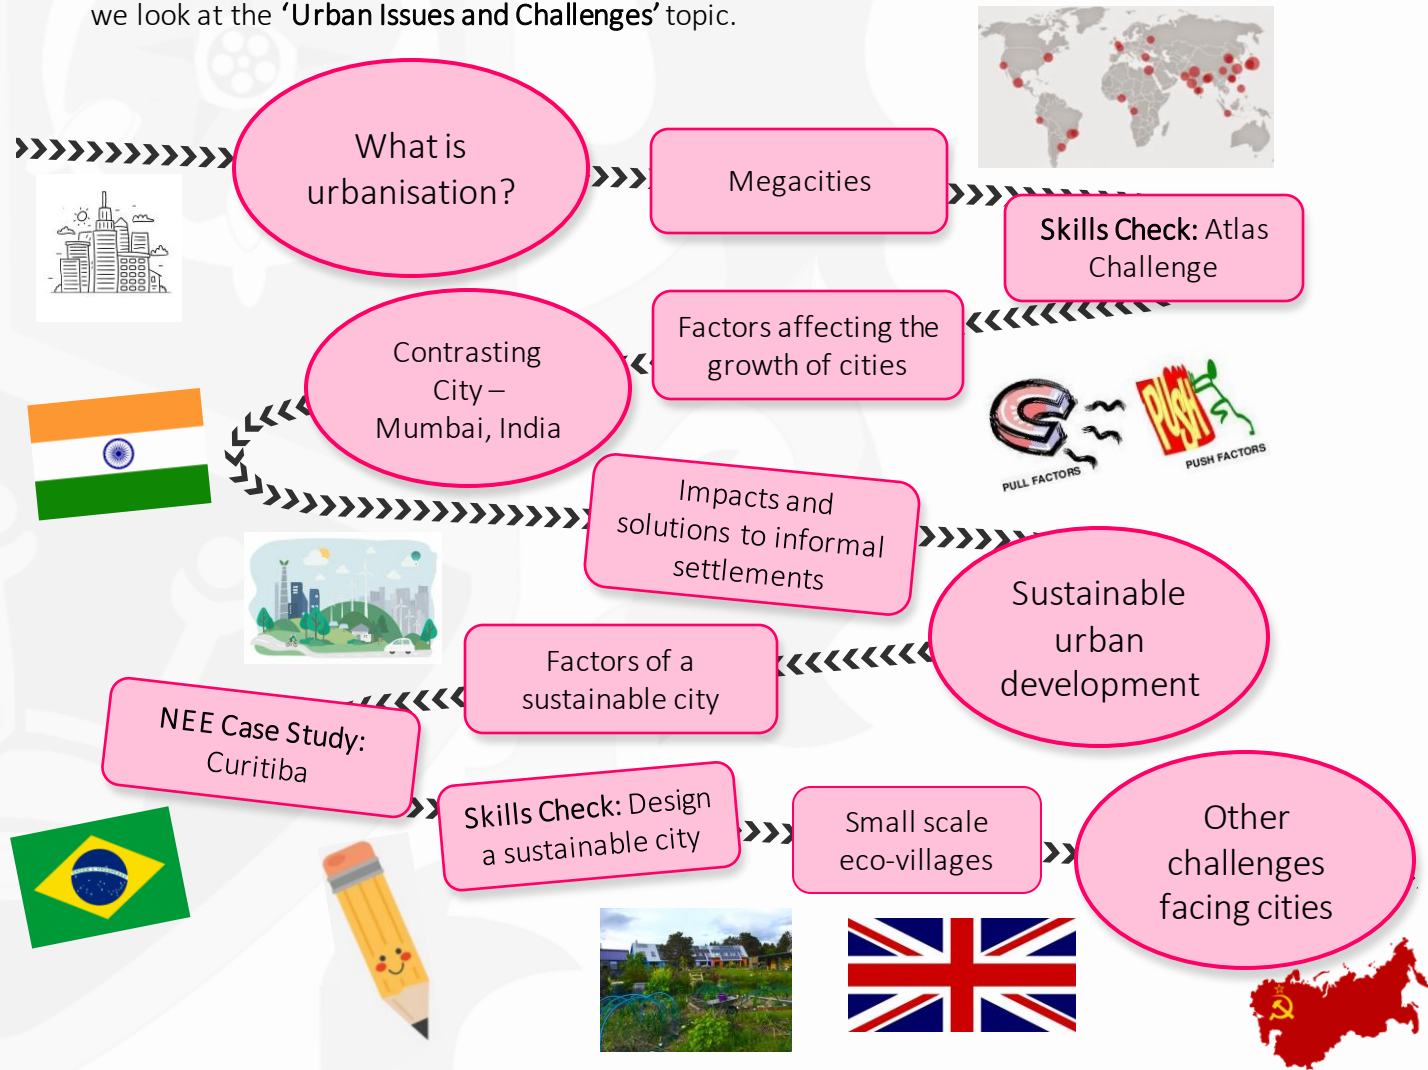 we look at the ‘Urban Issues and Challenges’ topic.
What is
urbanisation?
Megacities
Skills Check: Atlas
Challenge
Factors affecting the
growth of cities
Contrasting
City –
Mumbai, India
PULL FACTORS
PUSH
PUSH FACTORS
Impacts and
solutions to informal
settlements
Sustainable
urban
development
Factors of a
sustainable city
NEE Case Study:
Curitiba
Skills Check: Design
a sustainable city
Small scale
eco-villages
Other
challenges
facing cities